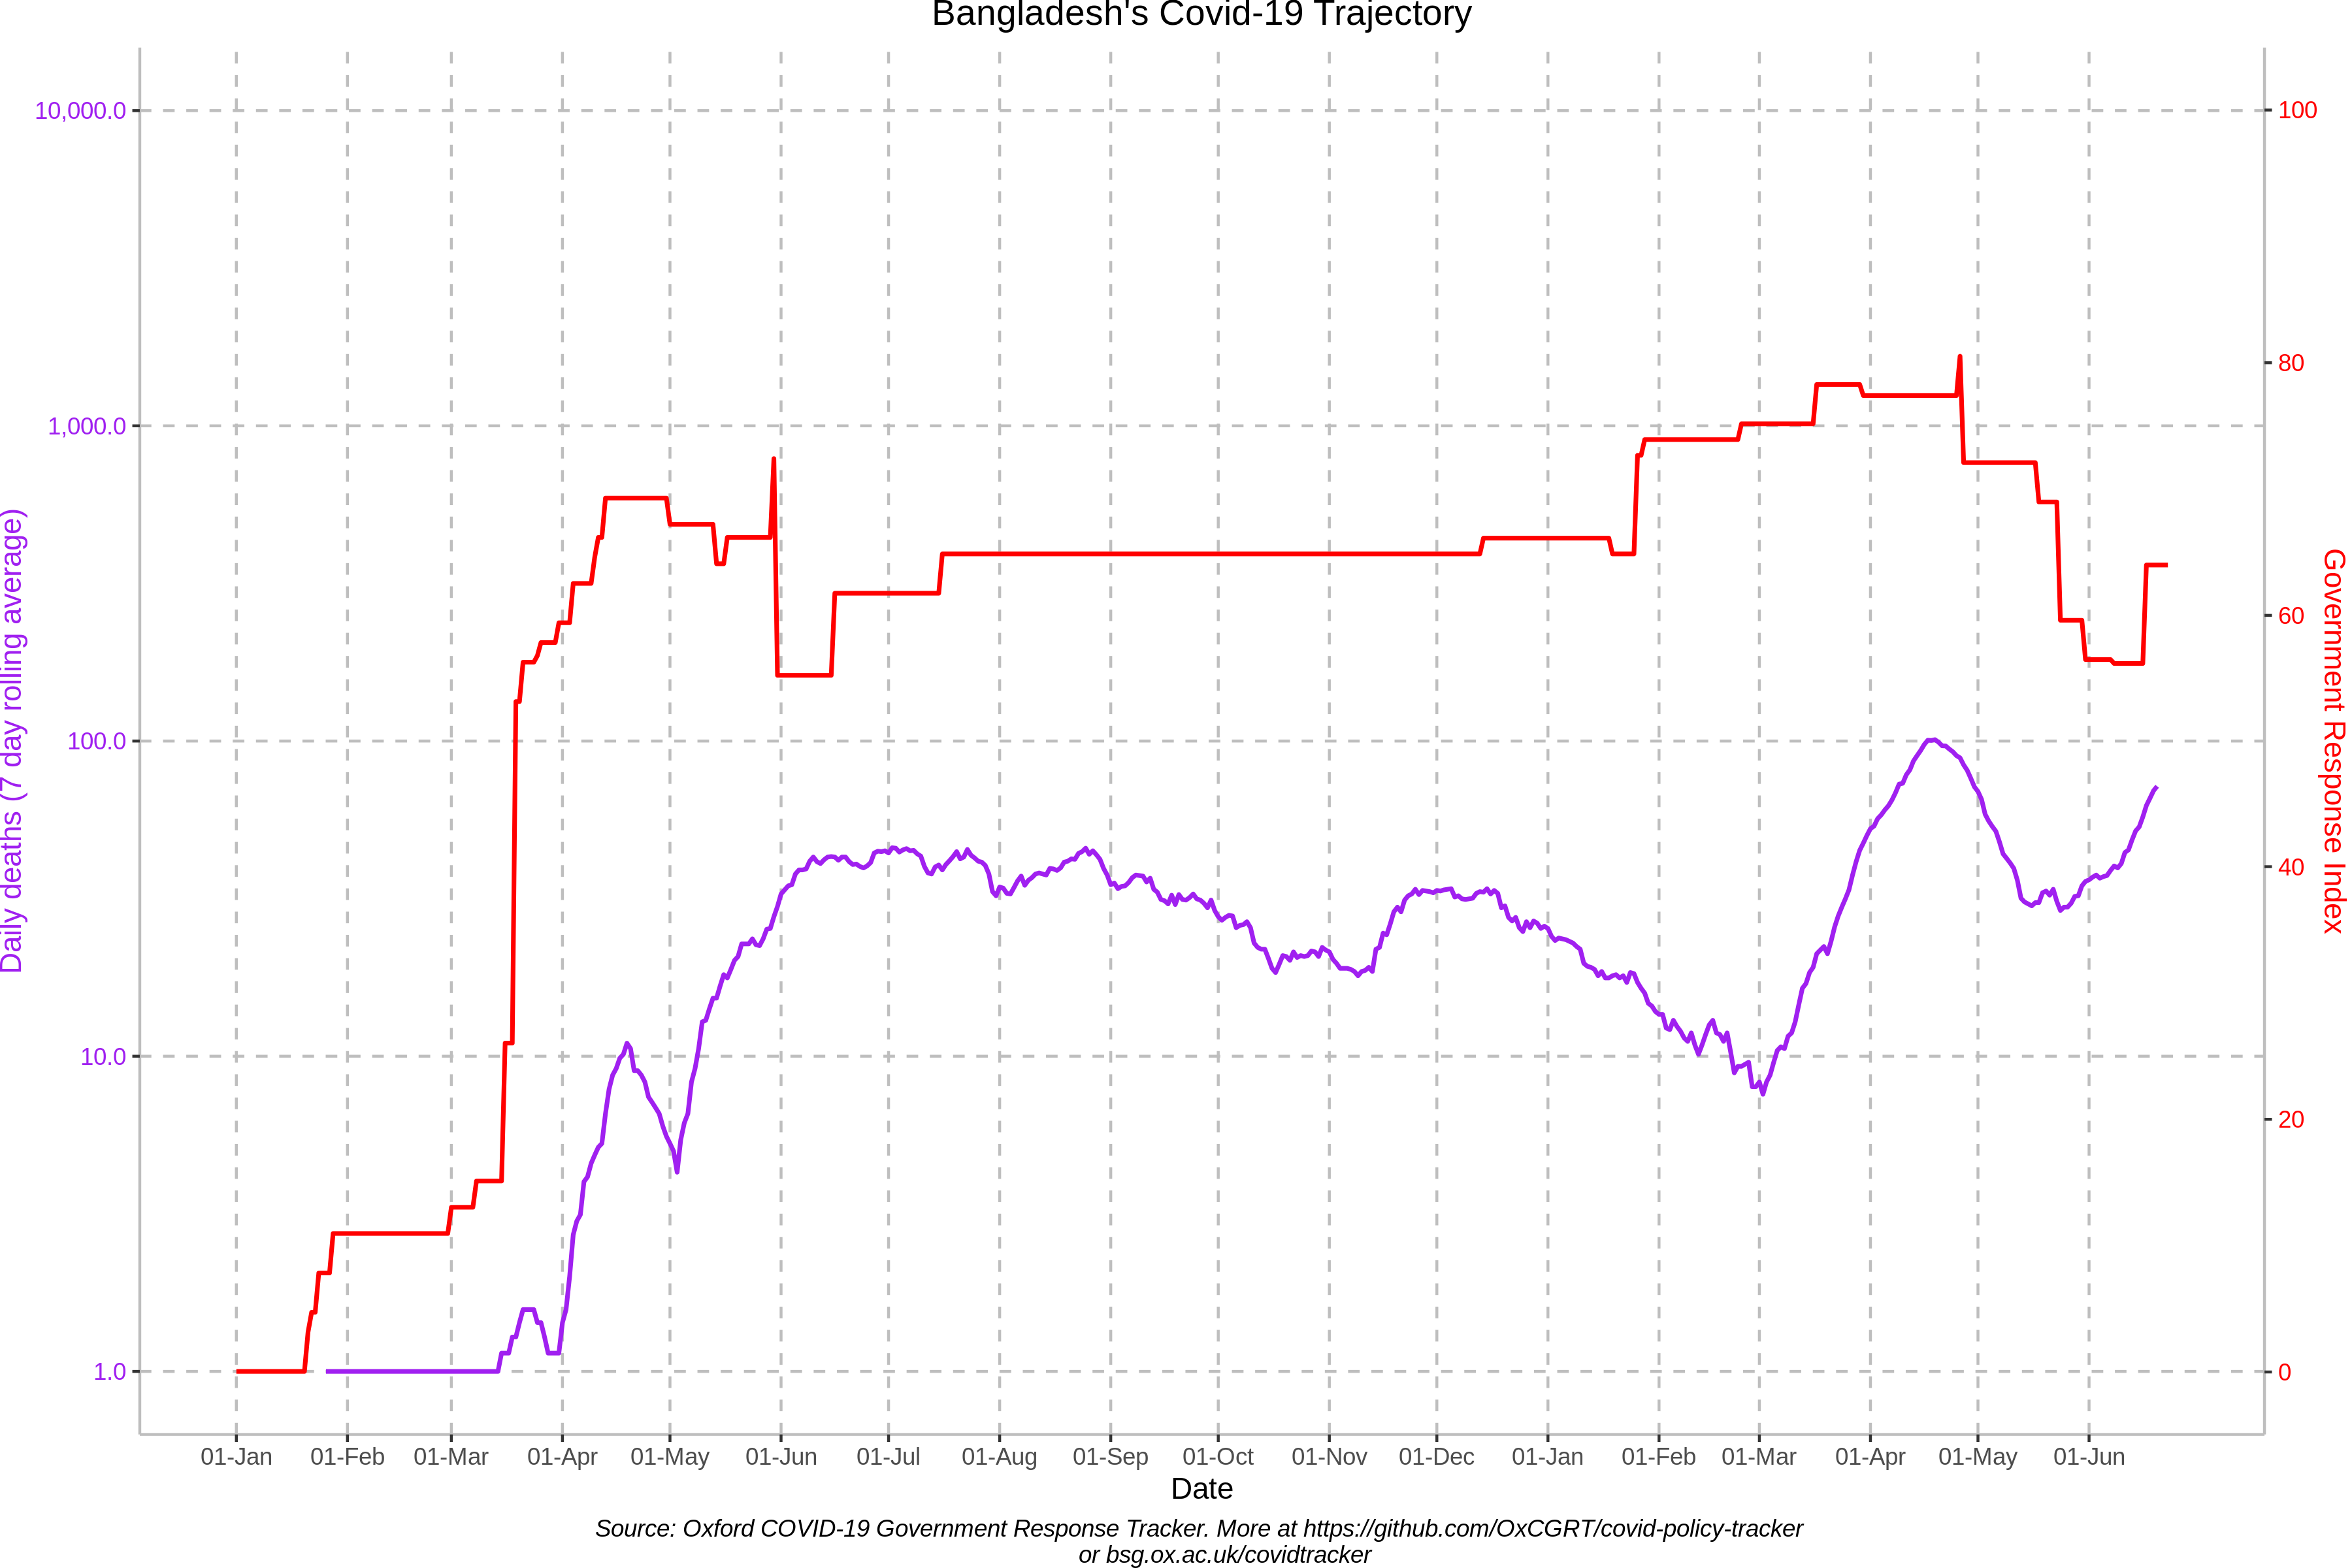 Bangladesh's Covid-19 Trajectory
Daily deaths (7 day rolling average)
10,000.0
1,000.0
100.0
10.0
1.0
100
80
60
40
20
0
Government Response Index
01-Jan 01-Feb 01-Mar 01-Apr 01-May 01-Jun 01-Jul 01-Aug 01-Sep 01-Oct 01-Nov 01-Dec 01-Jan 01-Feb 01-Mar 01-Apr 01-May 01-Jun
Date
Source: Oxford COVID-19 Government Response Tracker. More at https://github.com/OxCGRT/covid-policy-tracker
or bsg.ox.ac.uk/covidtracker